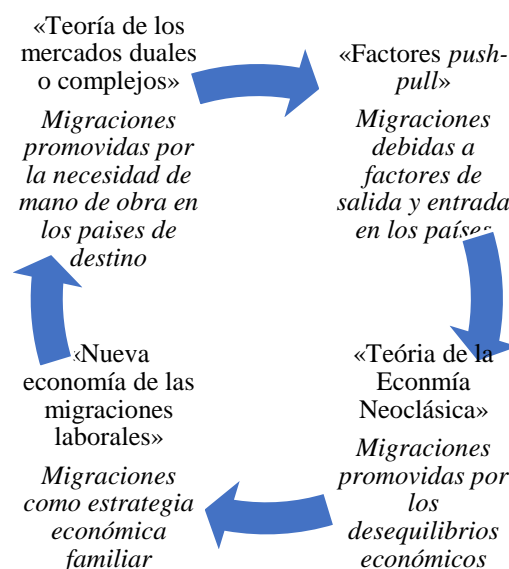 «Teoría de los
mercados duales
o complejos»
Migraciones
promovidas por
la necesidad de
mano de obra en
los paises de
destino
«Factores push-
pull»
Migraciones
debidas a
factores de
salida y entrada
en los países
«Teória de la
Econmía
Neoclásica»
Migraciones
promovidas por
los
desequilibrios
económicos
«Nueva
economía de las
migraciones
laborales»
Migraciones
como estrategia
económica
familiar